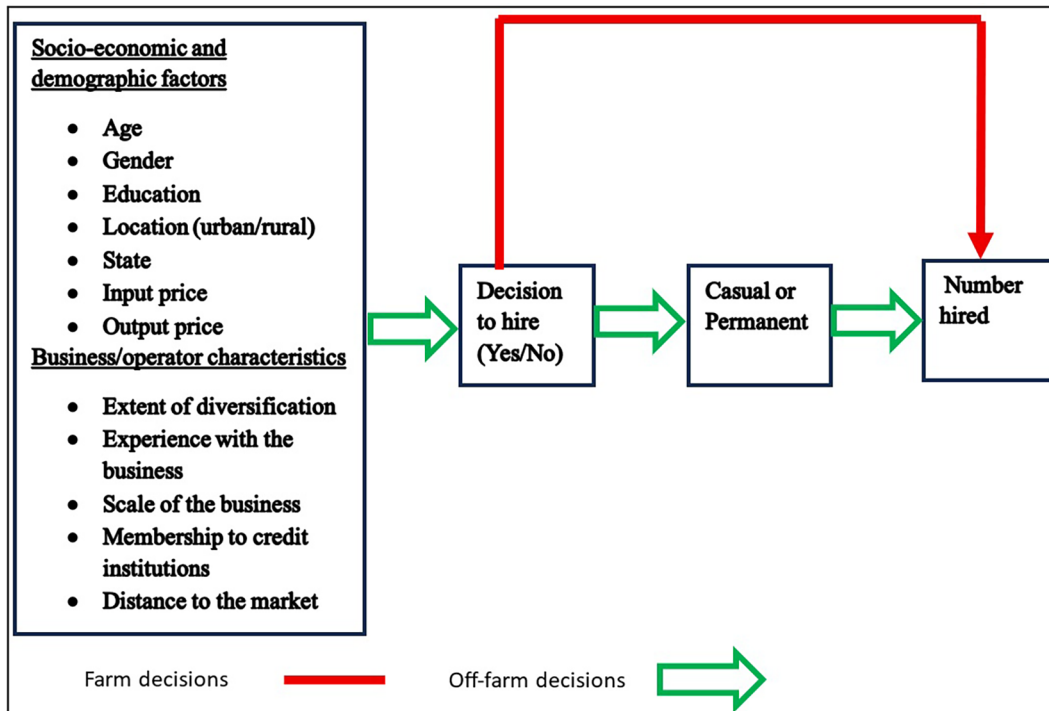 Socio-economic and
demographic factors
• Age
• Gender
• Education
• Location (urban/rural)
• State
• Input price
• Output price
Business/operator characteristics
• Extent of diversification
• Experience with the
business
• Scale of the business
• Membership to credit
institutions
• Distance to the market
Decision
to hire
(Yes/No)
Casual or
Permanent
Number
hired
Farm decisions
Off-farm decisions